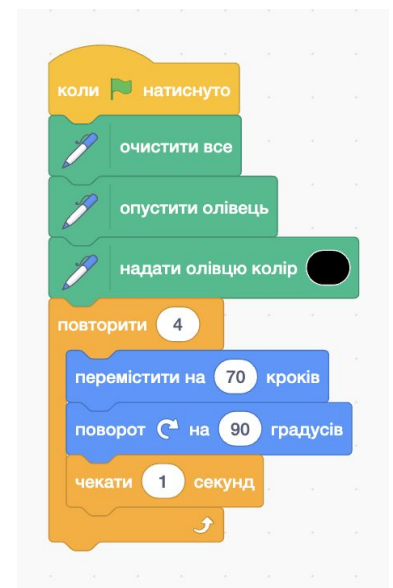 коли натиснуто
очистити все
опустити олівець
надати олівцю колір
повторити 4
перемістити на 70 кроків
поворот на 90 градусів
чекати 1 секунд